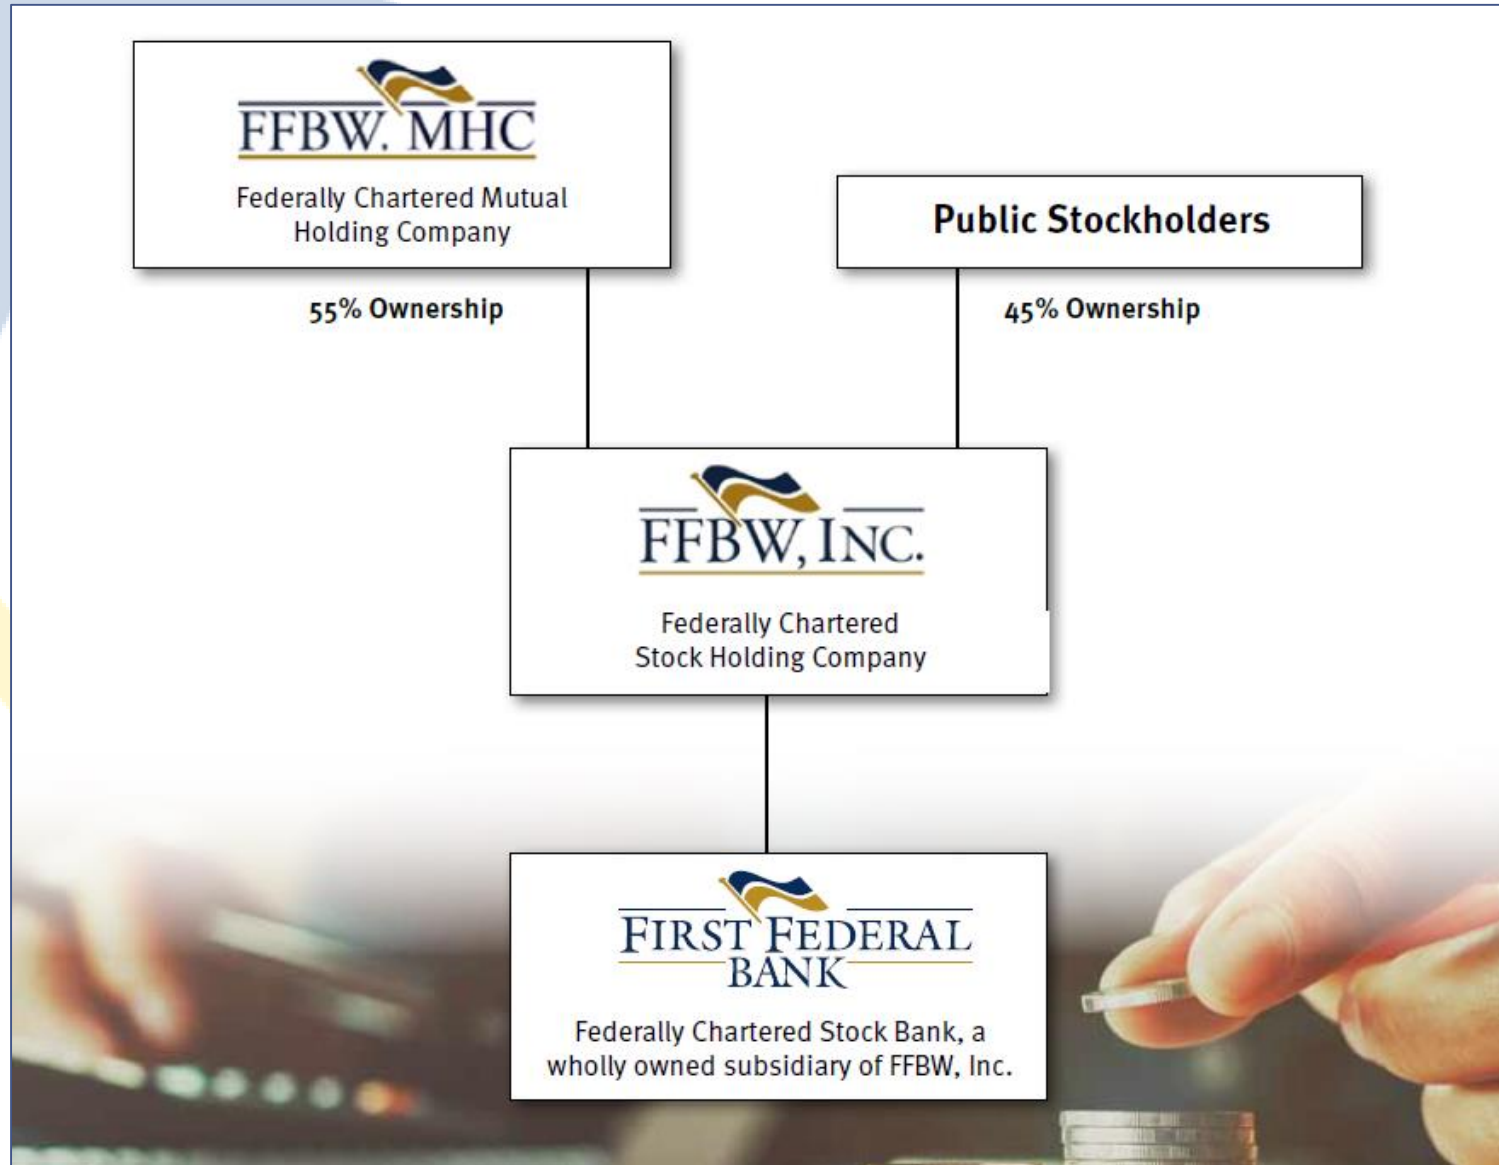 FFBW, MHC
Federally Chartered Mutual
Holding Company
Public Stockholders
55% Ownership
45% Ownership
FFBW, INC.
Federally Chartered
Stock Holding Company
FIRST FEDERAL
BANK
Federally Chartered Stock Bank, a
wholly owned subsidiary of FFBW, Inc.